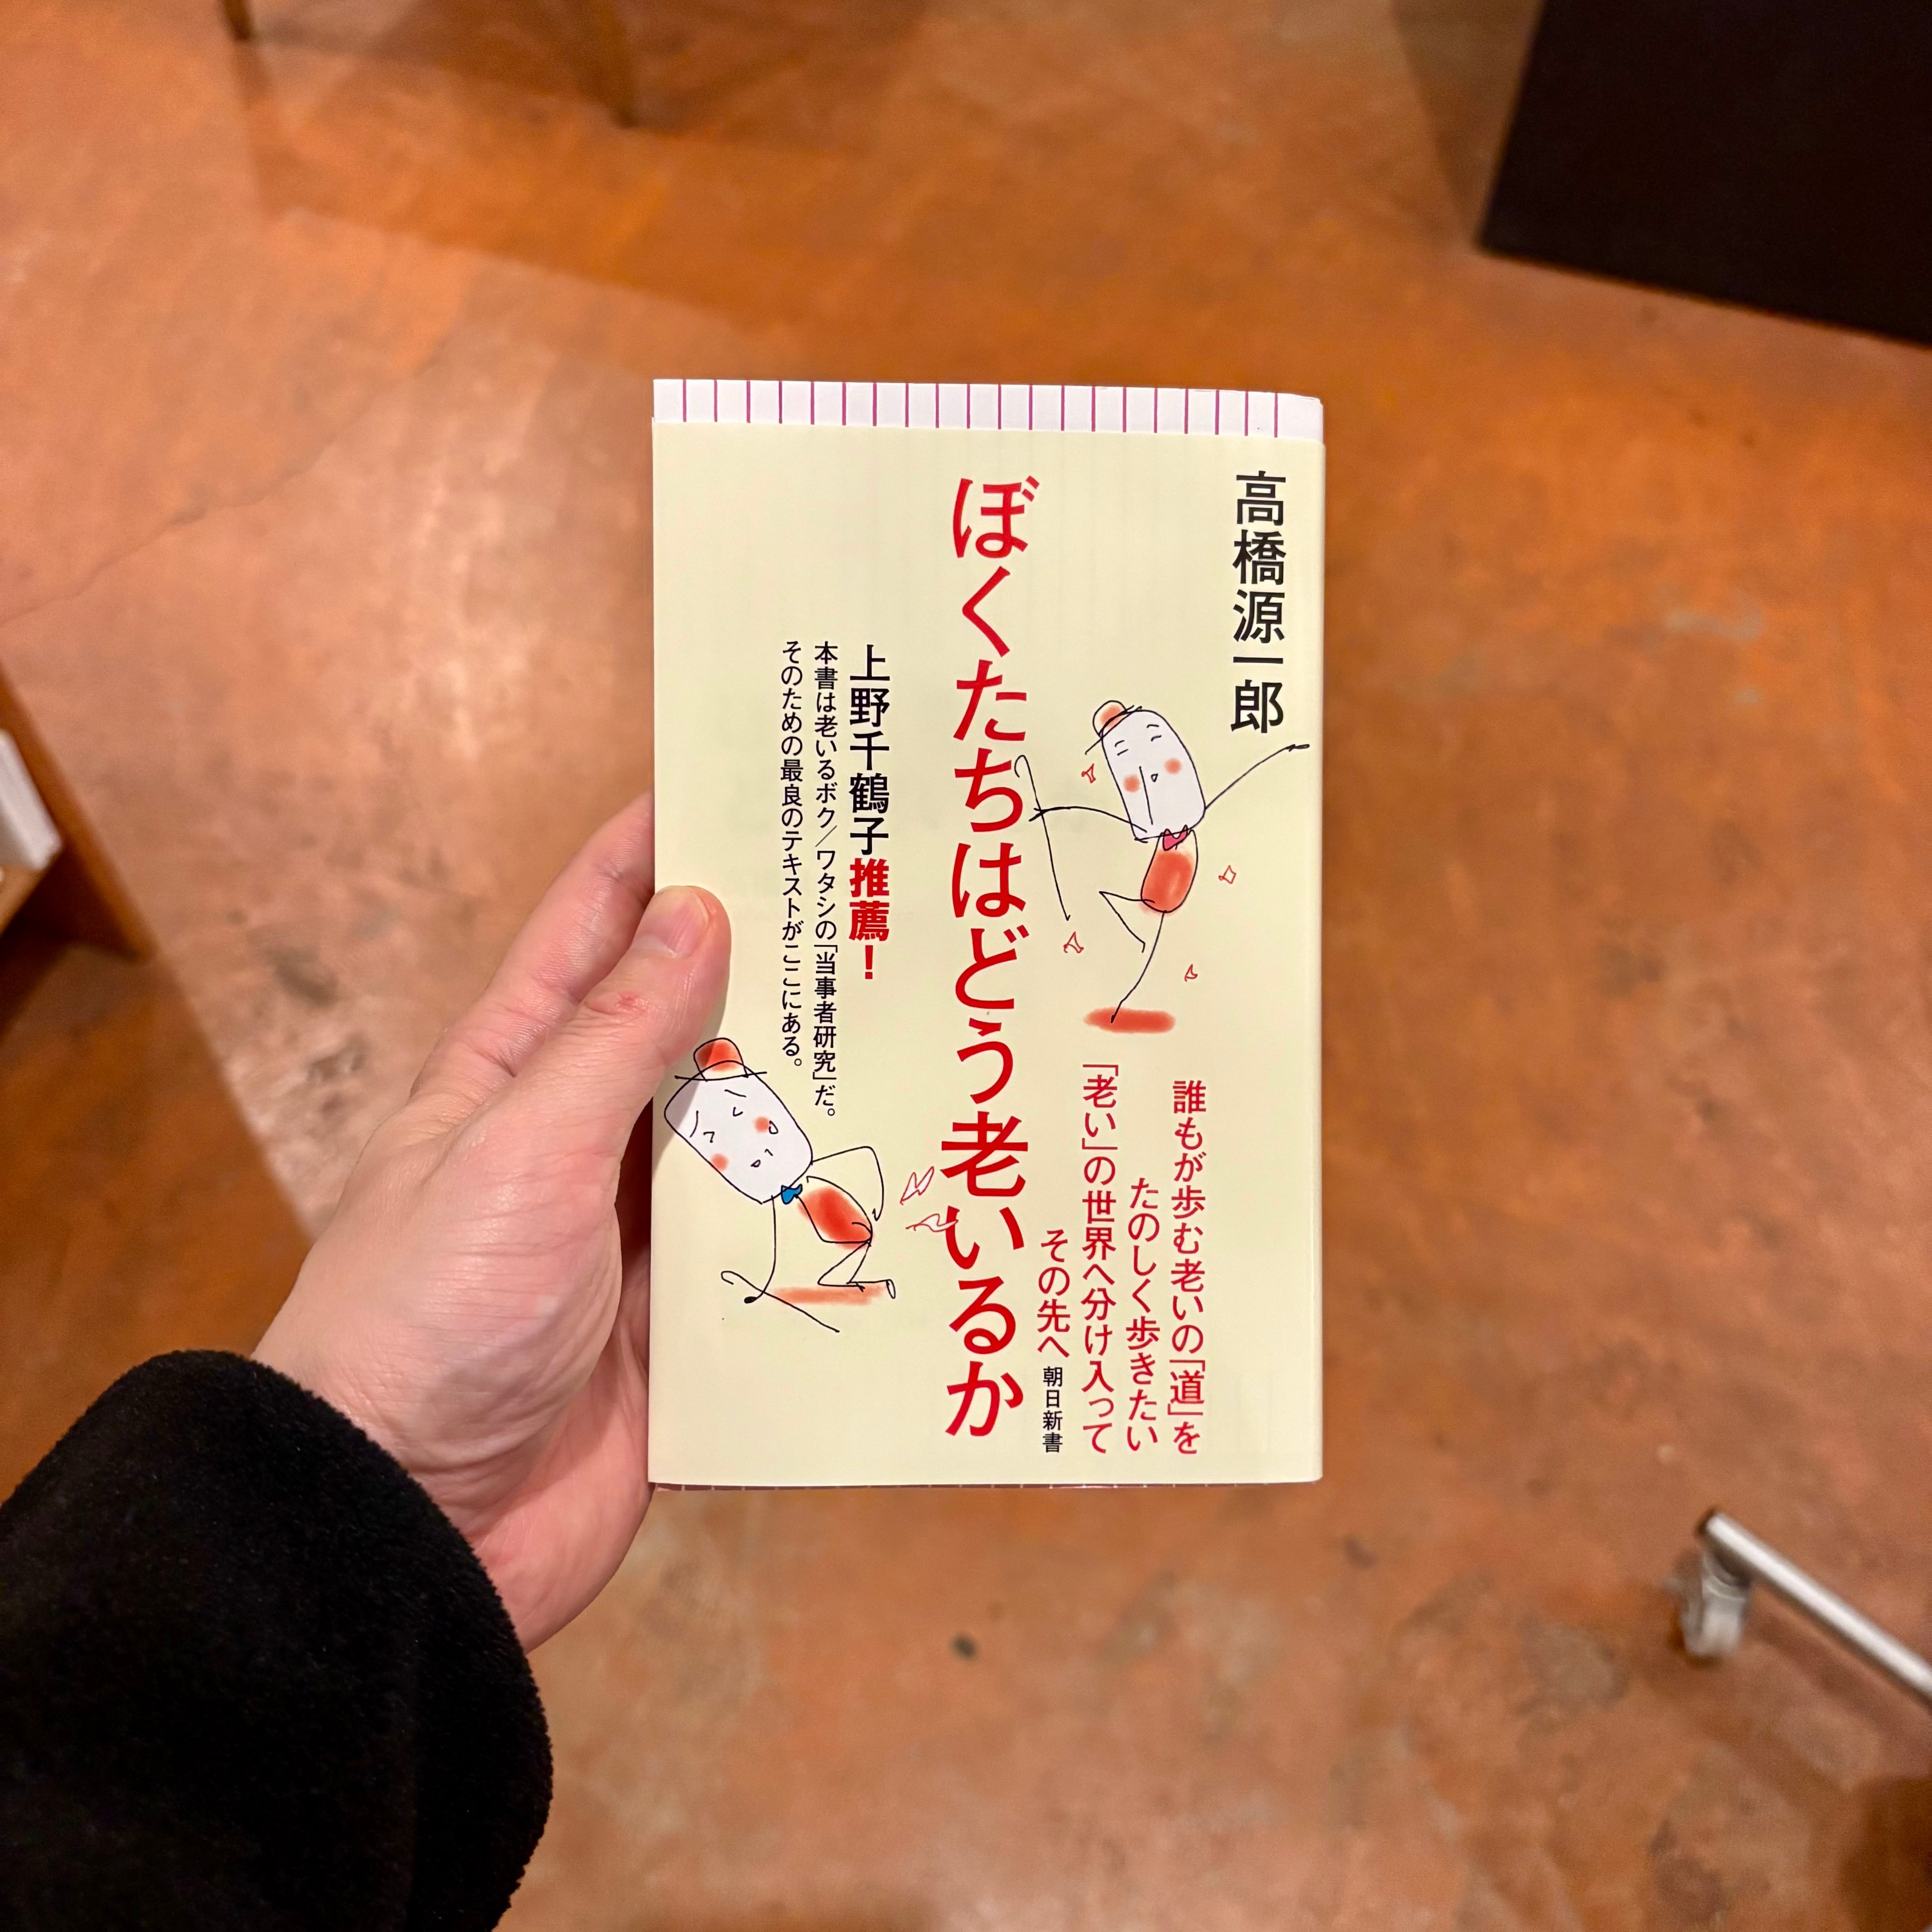 高橋源一郎
誰もが歩む老いの「道」を
たのしく歩きたい
「老い」の世界へ分け入って
その先へ
朝日新書
ぼくたちはどう老いるか
上野千鶴子推薦!
本書は老いるボク/ワタシの「当事者研究」だ。
そのための最良のテキストがここにある。